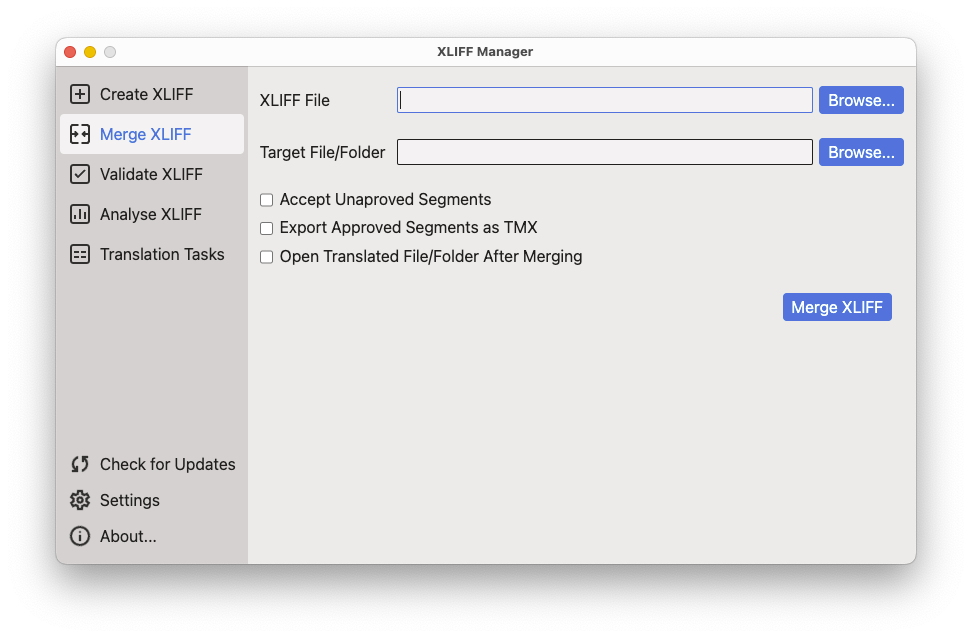 XLIFF Manager
Create XLIFF
Merge XLIFF
Validate XLIFF
Analyse XLIFF
Translation Tasks
Check for Updates
Settings
About...
XLIFF File
Browse...
Target File/Folder
Browse...
Accept Unaproved Segments
Export Approved Segments as TMX
Open Translated File/Folder After Merging
Merge XLIFF